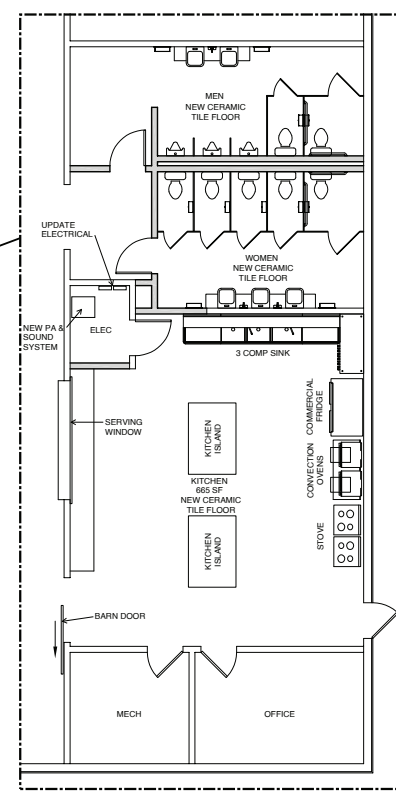 MEN
NEW CERAMIC
TILE FLOOR
UPDATE
ELECTRICAL
WOMEN
NEW CERAMIC
TILE FLOOR
NEW PA &
SOUND
SYSTEM
ELEC
3 COMP SINK
SERVING
WINDOW
KITCHEN
ISLAND
COMMERCIAL
FRIDGE
KITCHEN
665 SF
NEW CERAMIC
TILE FLOOR
CONVECTION
OVENS
KITCHEN
ISLAND
STOVE
BARN DOOR
MECH
OFFICE